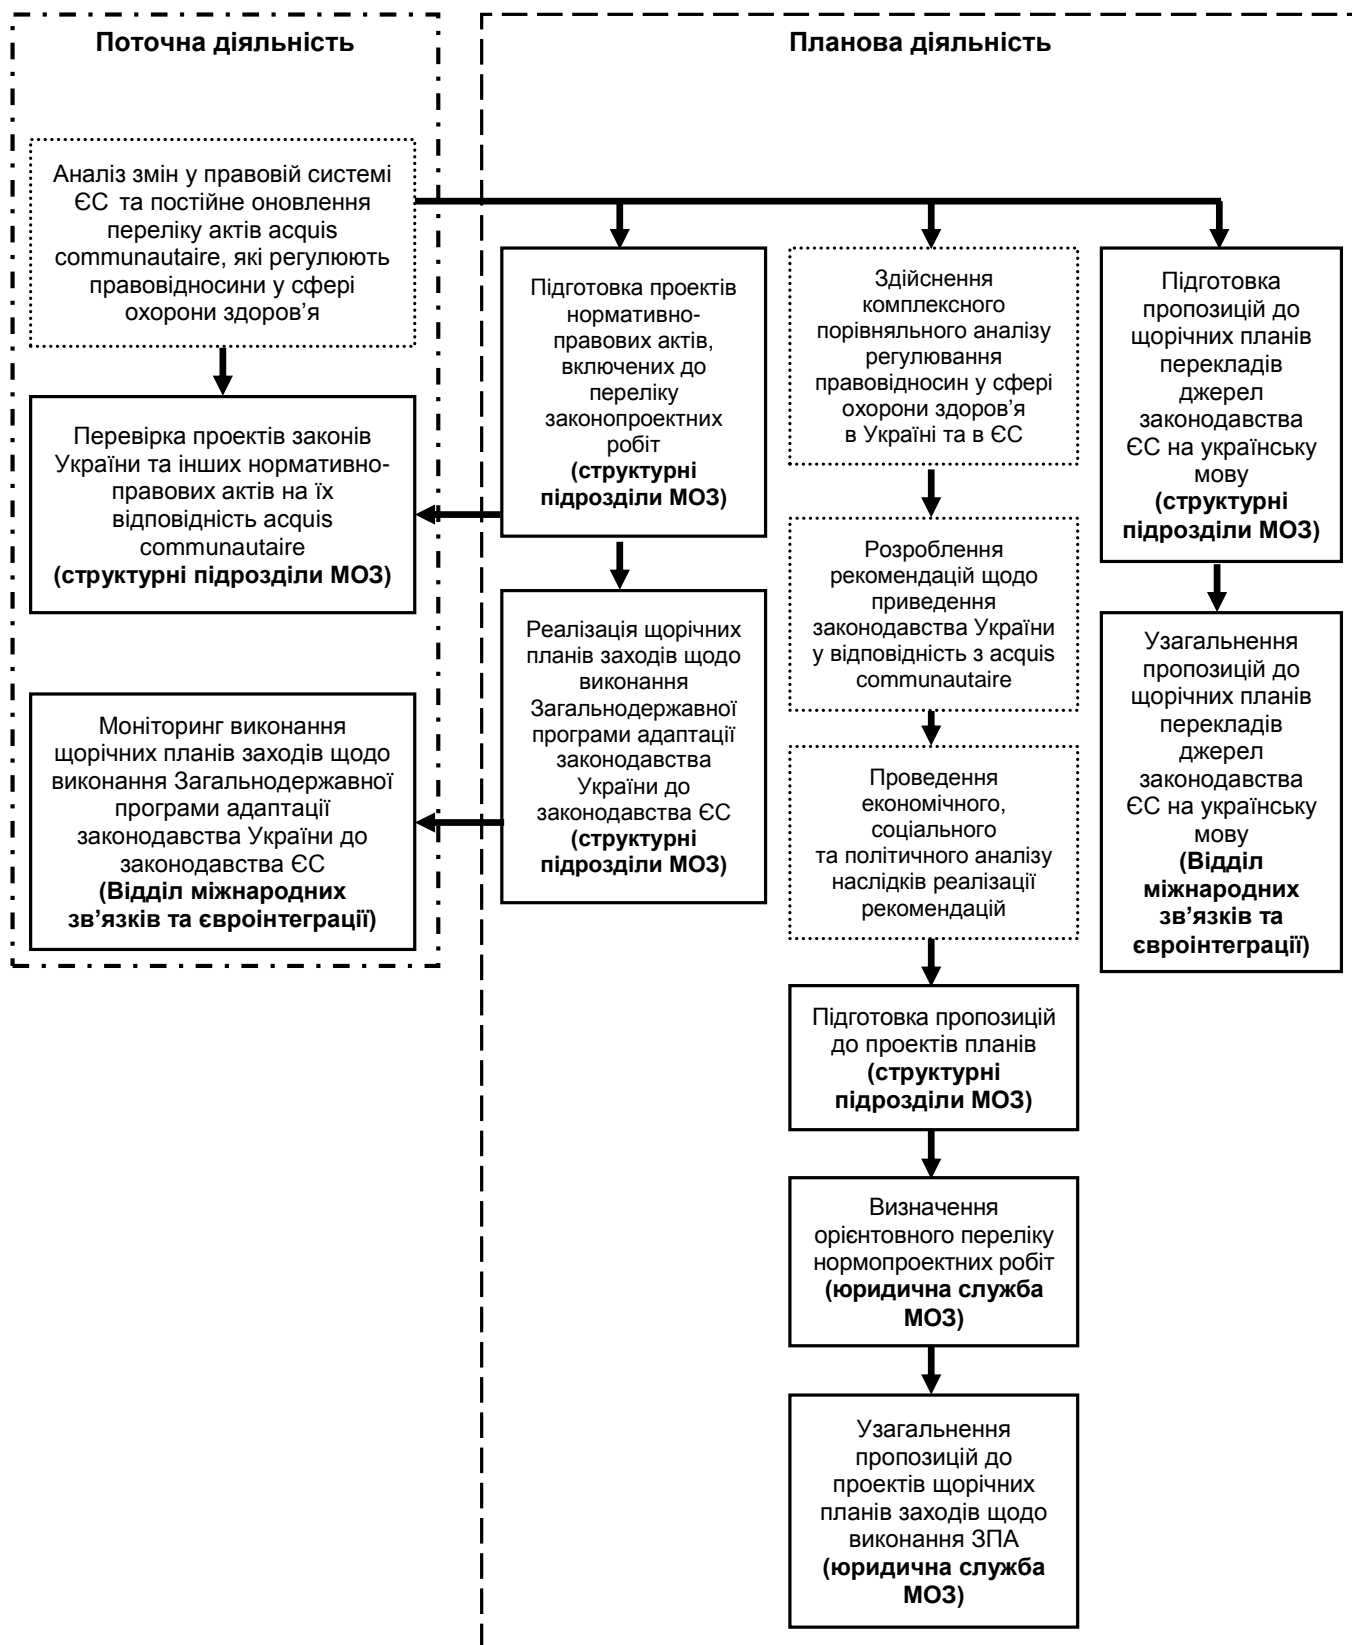 Поточна діяльність
Аналіз змін у правовій системі
ЄС та постійне оновлення
переліку актів acquis
communautaire, які регулюють
правовідносини у сфері
охорони здоров’я
Перевірка проектів законів
України та інших нормативно-
правових актів на їх
відповідність acquis
communautaire
(структурні підрозділи МОЗ)
Моніторинг виконання
щорічних планів заходів щодо
виконання Загальнодержавної
програми адаптації
законодавства України до
законодавства ЄС
(Відділ міжнародних
зв’язків та євроінтеграції)
Планова діяльність
Підготовка проектів
нормативно-
правових актів,
включених до
переліку
законопроектних
робіт
(структурні
підрозділи МОЗ)
Реалізація щорічних
планів заходів щодо
виконання
Загальнодержавної
програми адаптації
законодавства
України до
законодавства ЄС
(структурні
підрозділи МОЗ)
Здійснення
комплексного
порівняльного аналізу
регулювання
правовідносин у сфері
охорони здоров’я
в Україні та в ЄС
Розроблення
рекомендацій щодо
приведення
законодавства України
у відповідність з acquis
communautaire
Проведення
економічного,
соціального
та політичного аналізу
наслідків реалізації
рекомендацій
Підготовка пропозицій
до проектів планів
(структурні
підрозділи МОЗ)
Визначення
орієнтовного переліку
нормопроектних робіт
(юридична служба
МОЗ)
Узагальнення
пропозицій до
проектів щорічних
планів заходів щодо
виконання ЗПА
(юридична служба
МОЗ)
Підготовка
пропозицій до
щорічних планів
перекладів
джерел
законодавства
ЄС на українську
мову
(структурні
підрозділи МОЗ)
Узагальнення
пропозицій до
щорічних планів
перекладів
джерел
законодавства
ЄС на українську
мову
(Відділ
міжнародних
зв’язків та
євроінтеграції)